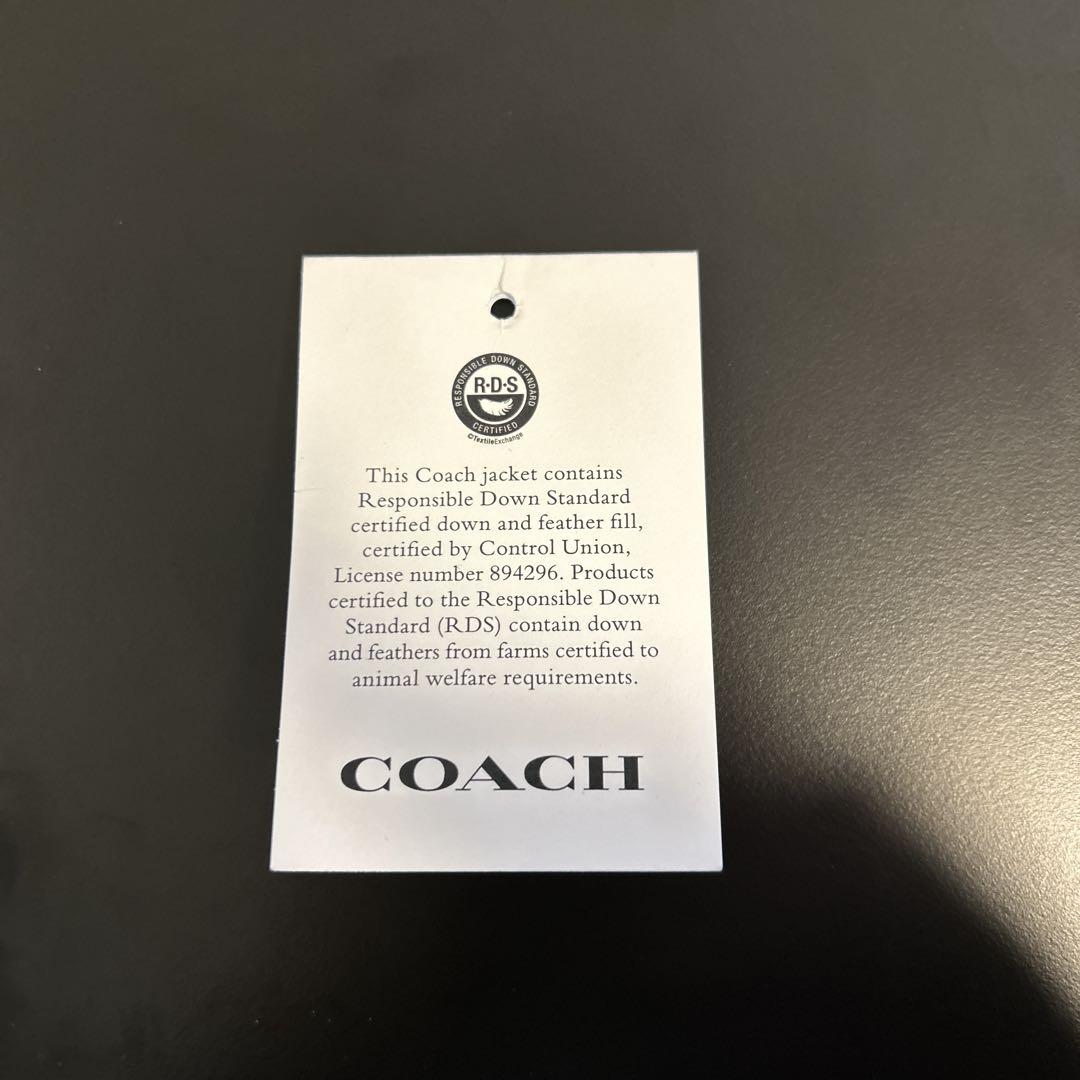 RESPONSIBLE DOWN STANDARD
R·D·S
CERTIFIED
©TextileExchange
This Coach jacket contains
Responsible Down Standard
certified down and feather fill,
certified by Control Union,
License number 894296. Products
certified to the Responsible Down
Standard (RDS) contain down
and feathers from farms certified to
animal welfare requirements.
COACH